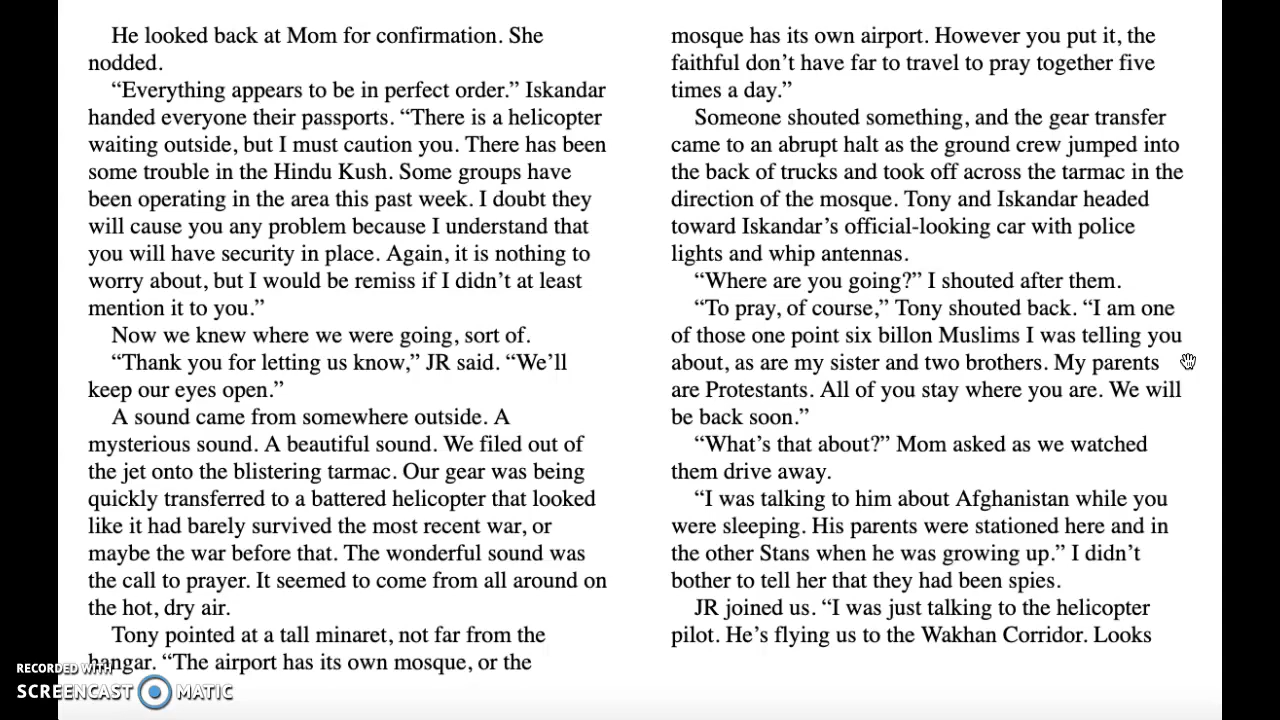 He looked back at Mom for confirmation. She
nodded.
“Everything appears to be in perfect order.” Iskandar
handed everyone their passports. “There is a helicopter
waiting outside, but I must caution you. There has been
some trouble in the Hindu Kush. Some groups have
been operating in the area this past week. I doubt they
will cause you any problem because I understand that
you will have security in place. Again, it is nothing to
worry about, but I would be remiss if I didn’t at least
mention it to you.”
Now we knew where we were going, sort of.
“Thank you for letting us know,” JR said. “We’ll
keep our eyes open.”
A sound came from somewhere outside. A
mysterious sound. A beautiful sound. We filed out of
the jet onto the blistering tarmac. Our gear was being
quickly transferred to a battered helicopter that looked
like it had barely survived the most recent war, or
maybe the war before that. The wonderful sound was
the call to prayer. It seemed to come from all around on
the hot, dry air.
Tony pointed at a tall minaret, not far from the
hangar. “The airport has its own mosque, or the
mosque has its own airport. However you put it, the
faithful don’t have far to travel to pray together five
times a day.”
Someone shouted something, and the gear transfer
came to an abrupt halt as the ground crew jumped into
the back of trucks and took off across the tarmac in the
direction of the mosque. Tony and Iskandar headed
toward Iskandar’s official-looking car with police
lights and whip antennas.
“Where are you going?” I shouted after them.
“To pray, of course,” Tony shouted back. “I am one
of those one point six billon Muslims I was telling you
about, as are my sister and two brothers. My parents
are Protestants. All of you stay where you are. We will
be back soon.”
“What’s that about?” Mom asked as we watched
them drive away.
“I was talking to him about Afghanistan while you
were sleeping. His parents were stationed here and in
the other Stans when he was growing up.” I didn’t
bother to tell her that they had been spies.
JR joined us. “I was just talking to the helicopter
pilot. He’s flying us to the Wakhan Corridor. Looks
RECORDED WITH
SCREENCAST MATIC